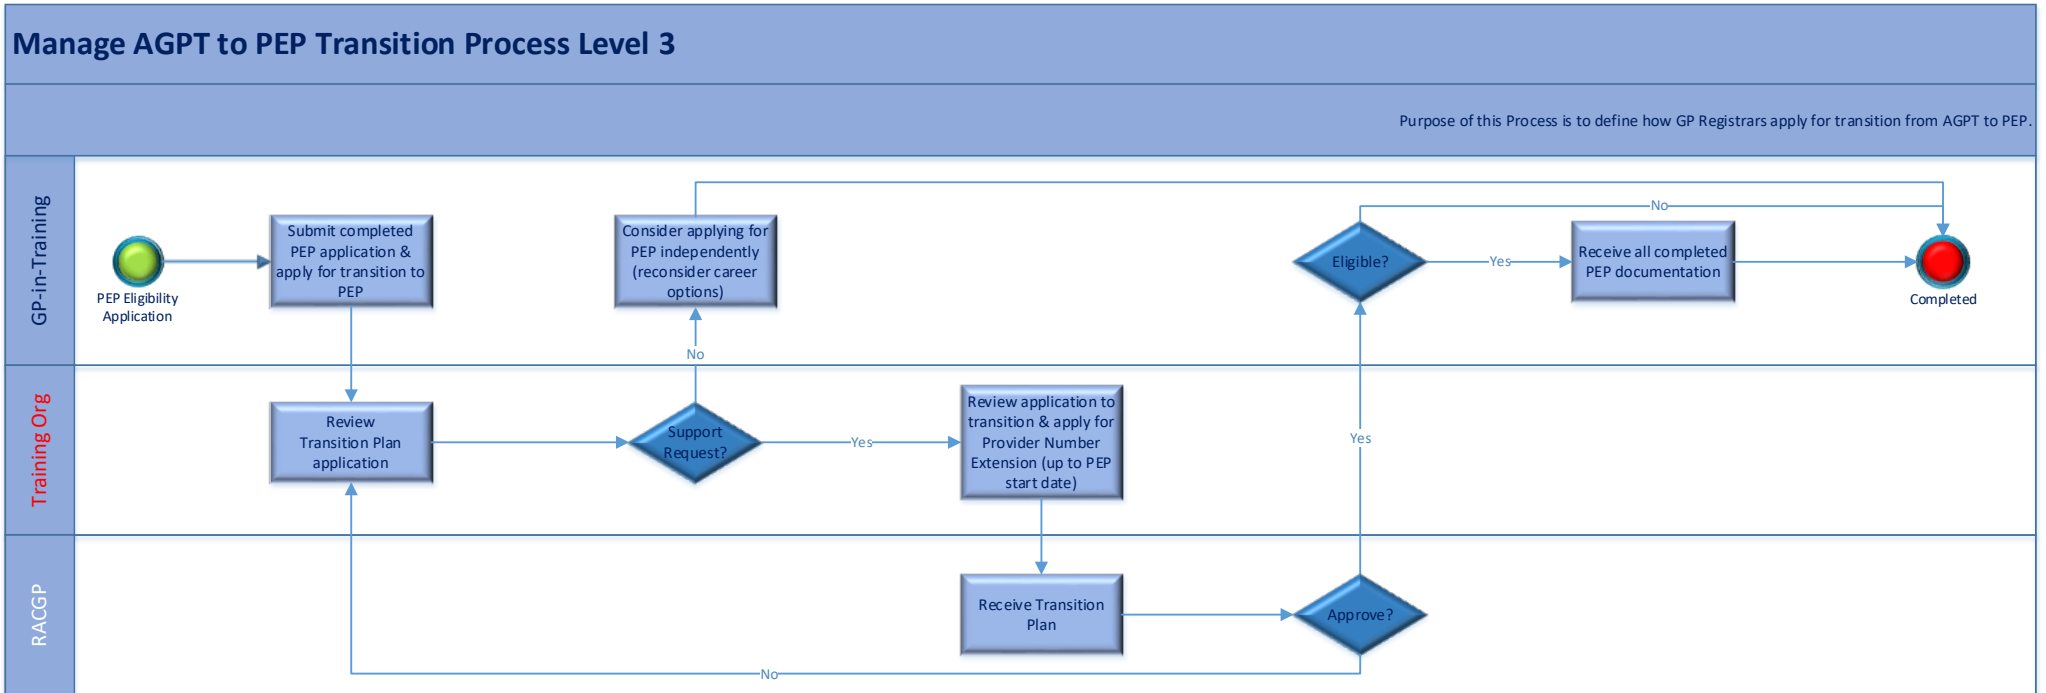 Manage AGPT to PEP Transition Process Level 3
Purpose of this Process is to define how GP Registrars apply for transition from AGPT to PEP.
GP-in-Training
PEP Eligibility
Application
Submit completed
PEP application &
apply for transition to
PEP
Consider applying for
PEP independently
(reconsider career
options)
No
Eligible?
No
Yes
Receive all completed
PEP documentation
Completed
Training Org
Review
Transition Plan
application
Support
Request?
Yes
Review application to
transition & apply for
Provider Number
Extension (up to PEP
start date)
Yes
RACGP
Receive Transition
Plan
Approve?
No